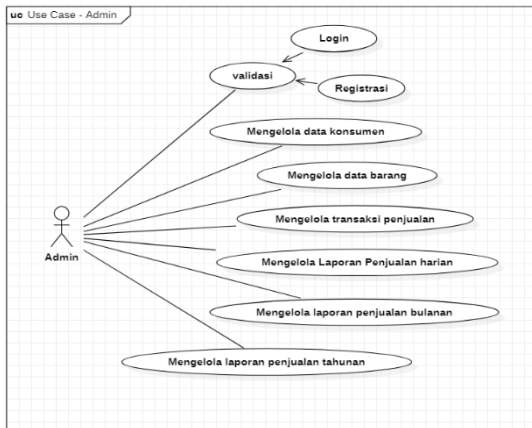 uc Use Case - Admin
Login
validasi
Registrasi
Mengelola data konsumen
Mengelola data barang
Mengelola transaksi penjualan
Admin
Mengelola Laporan Penjualan harian
Mengelola laporan penjualan bulanan
Mengelola laporan penjualan tahunan